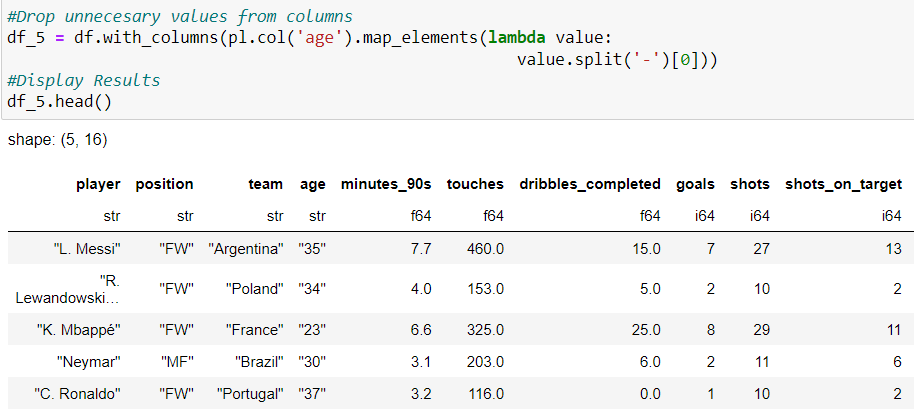 #Drop unnecesary values from columns
df_5 = df.with_columns(pl.col('age').map_elements(lambda value:
value.split('-')[0]))
#Display Results
df_5.head()
shape: (5, 16)
player position team age minutes_90s touches dribbles_completed goals shots shots_on_target
str str str str f64 f64 f64 i64 i64 i64
"L. Messi" "FW" "Argentina" "35" 7.7 460.0 15.0 7 27 13
"R.
Lewandowski… "FW" "Poland" "34" 4.0 153.0 5.0 2 10 2
"K. Mbappé" "FW" "France" "23" 6.6 325.0 25.0 8 29 11
"Neymar" "MF" "Brazil" "30" 3.1 203.0 6.0 2 11 6
"C. Ronaldo" "FW" "Portugal" "37" 3.2 116.0 0.0 1 10 2